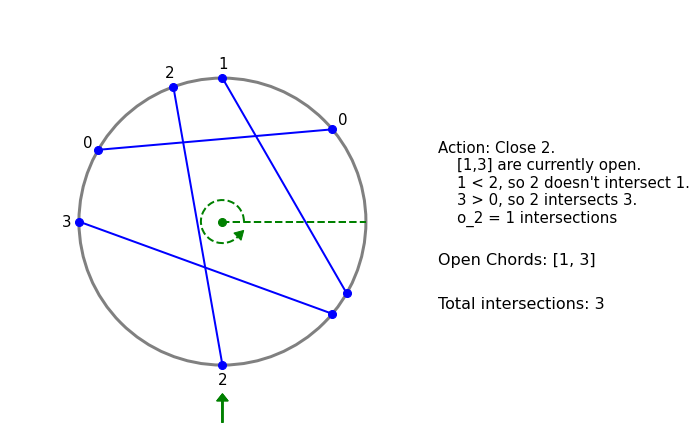 1
2
0
0
Action: Close 2.
[1,3] are currently open.
1 < 2, so 2 doesn't intersect 1.
3 > 0, so 2 intersects 3.
o_2 = 1 intersections
3
Open Chords: [1, 3]
Total intersections: 3
2